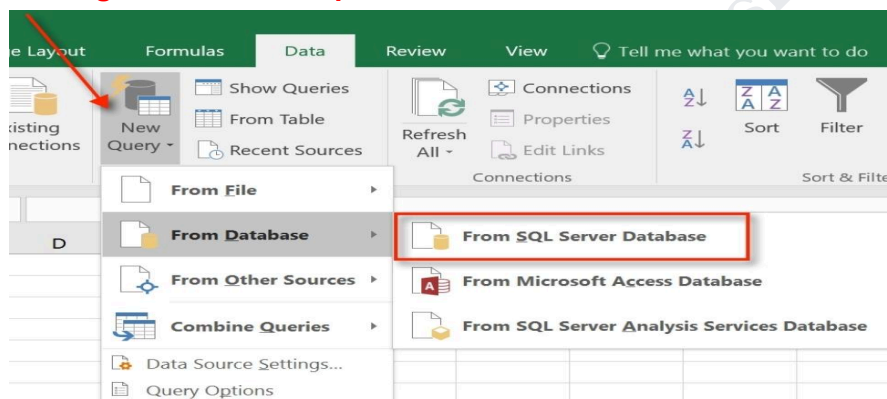 e Layout Formulas Data Review View Tell me what you want to do
Show Queries
From Table
Recent Sources
New
Query
isting
nections
Refresh
All
Connections
Properties
Edit Links
Connections
Sort
Filter
Sort & Filte
D
From File
From Database
From Other Sources
Combine Queries
Data Source Settings...
Query Options
From SQL Server Database
From Microsoft Access Database
From SQL Server Analysis Services Database